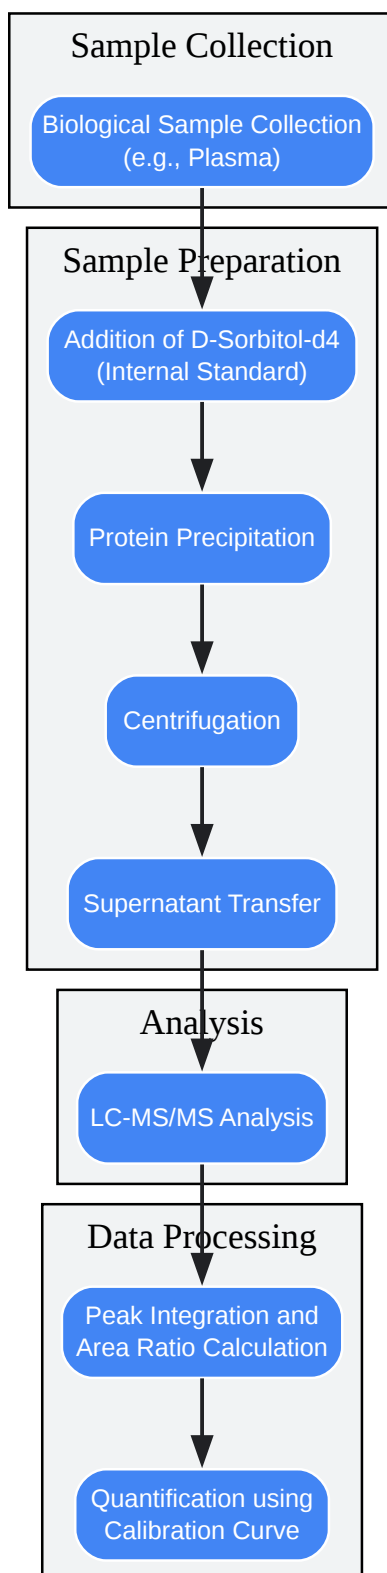 Sample Collection
Biological Sample Collection
(e.g., Plasma)
Sample Preparation
Addition of D-Sorbitol-d4
(Internal Standard)
Protein Precipitation
Centrifugation
Supernatant Transfer
Analysis
LC-MS/MS Analysis
Data Processing
Peak Integration and
Area Ratio Calculation
Quantification using
Calibration Curve